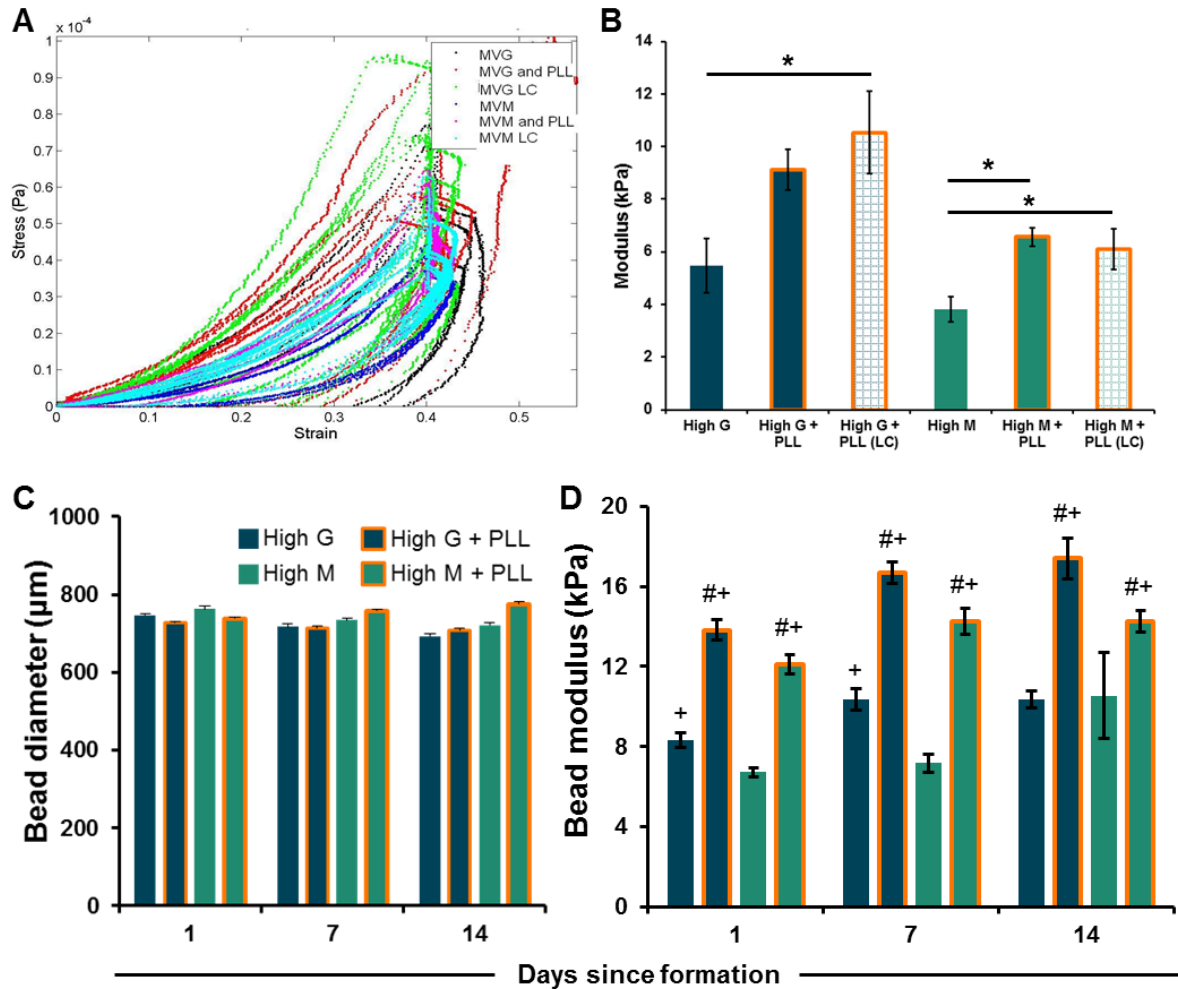 A
x 10⁻⁴
1
0.9
0.8
0.7
0.6
0.5
0.4
0.3
0.2
0.1
0
Stress (Pa)
0
0.1
0.2
0.3
0.4
0.5
Strain
MVG
MVG and PLL
MVG LC
MVM
MVM and PLL
MVM LC
B
14
12
10
8
6
4
2
0
Modulus (kPa)
*
*
*
High G
High G +
PLL
High G +
PLL (LC)
High M
High M +
PLL
High M +
PLL (LC)
C
1000
800
600
400
200
0
Bead diameter (µm)
High G
High G + PLL
High M
High M + PLL
1
7
14
D
20
16
12
8
4
0
Bead modulus (kPa)
+
#+
#+
+
#+
#+
#+
#+
1
7
14
Days since formation